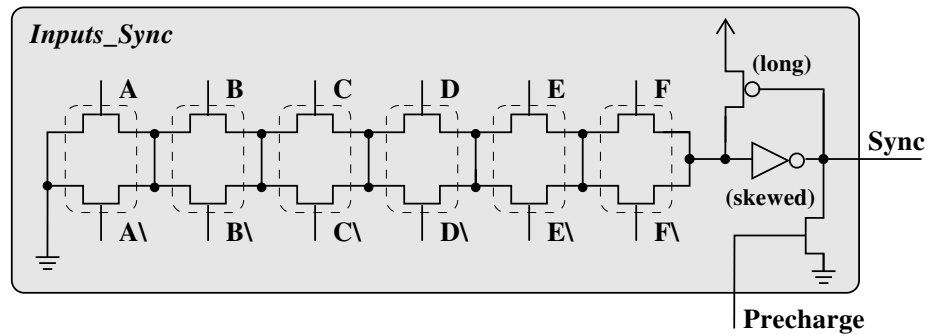 Inputs_Sync
A B C D E F
(long)
Sync
(skewed)
A\ B\ C\ D\ E\ F\
Precharge